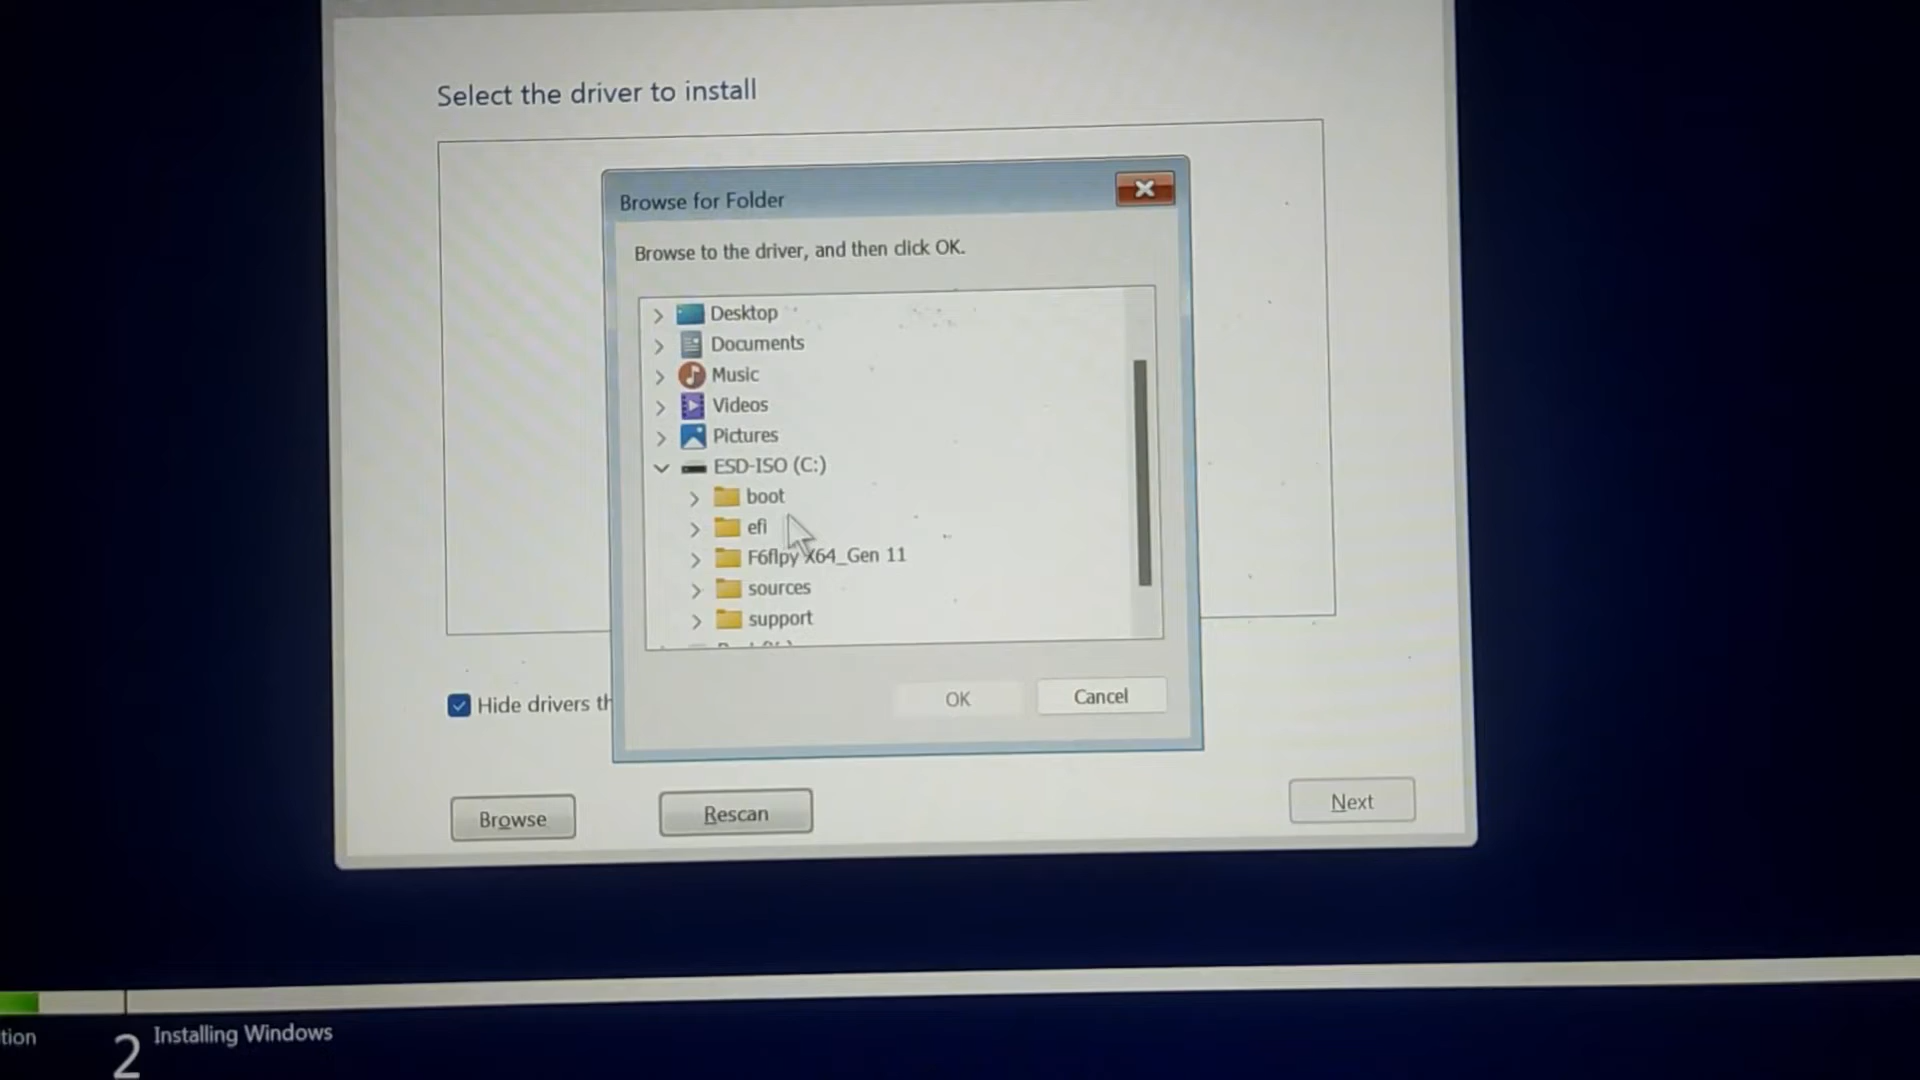 Select the driver to install
Browse for Folder
Browse to the driver, and then click OK.
Desktop
Documents
Music
Videos
Pictures
ESD-ISO (C:)
boot
efi
F6flpy X64_Gen 11
sources
support
OK
Cancel
Hide drivers th
Browse
Rescan
Next
tion
2 Installing Windows